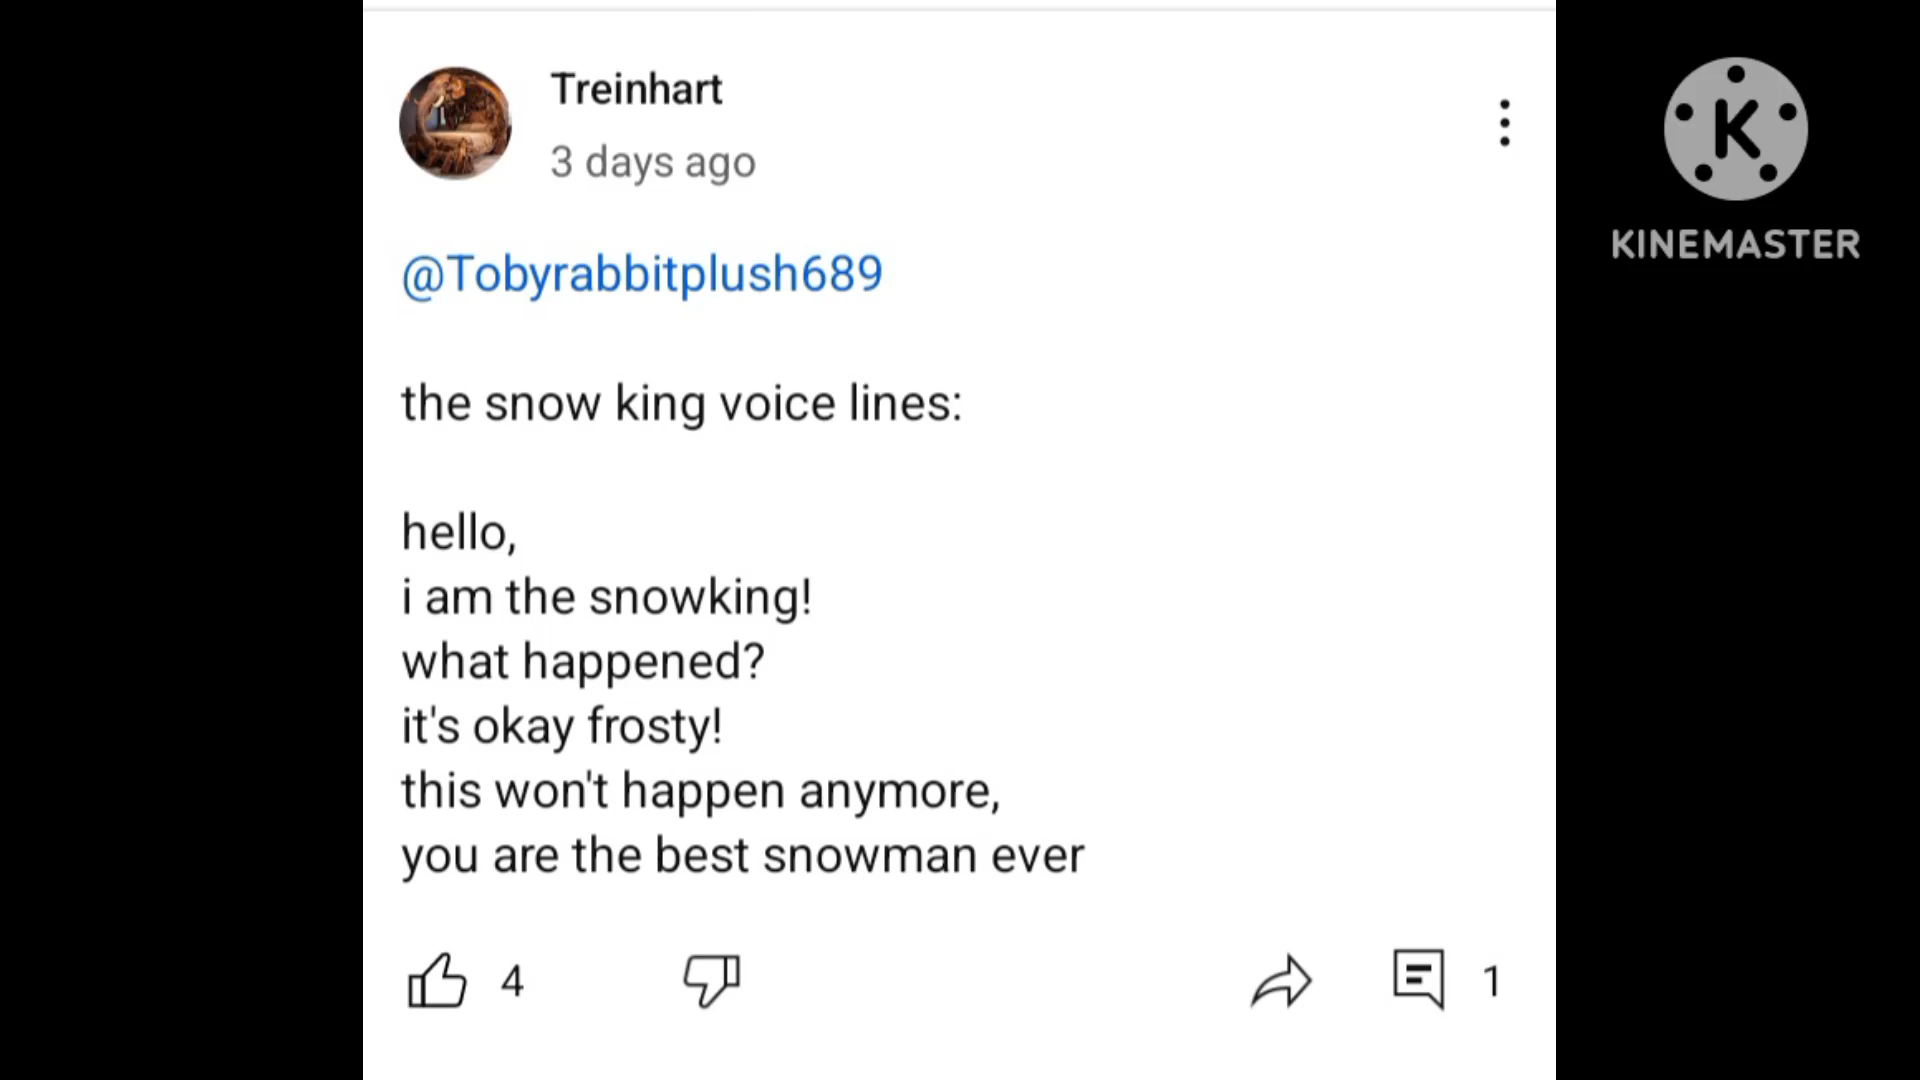 Treinhart
3 days ago
@Tobyrabbitplush689
the snow king voice lines:
hello,
i am the snowking!
what happened?
it's okay frosty!
this won't happen anymore,
you are the best snowman ever
4
1
K
KINEMASTER